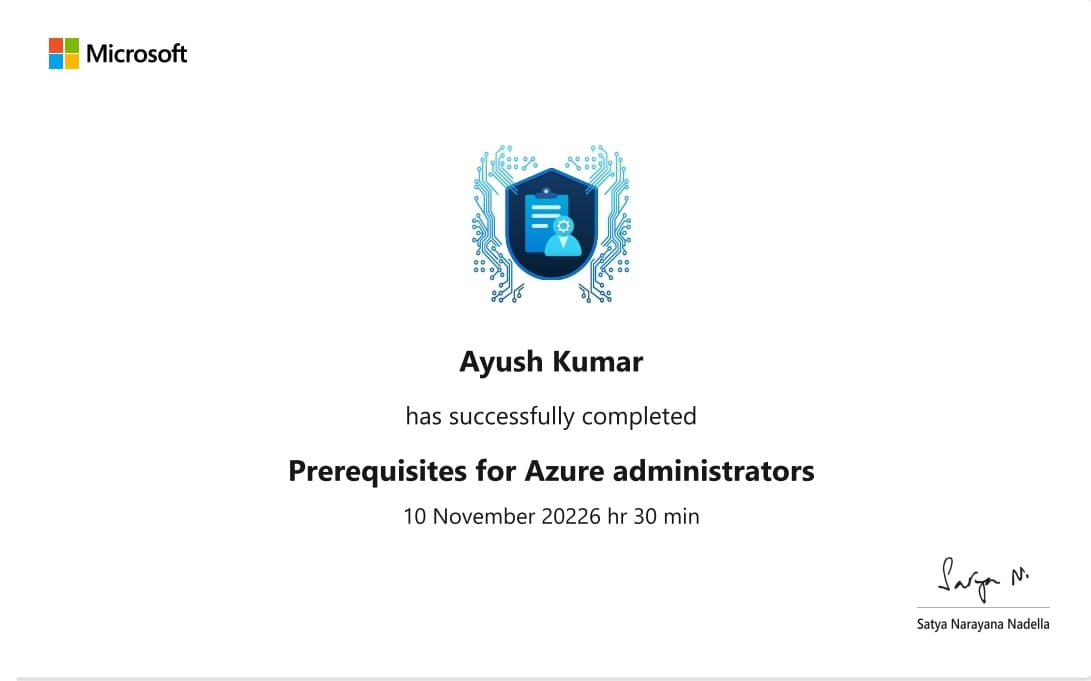 Microsoft
Ayush Kumar
has successfully completed
Prerequisites for Azure administrators
10 November 20226 hr 30 min
Satya N.
Satya Narayana Nadella